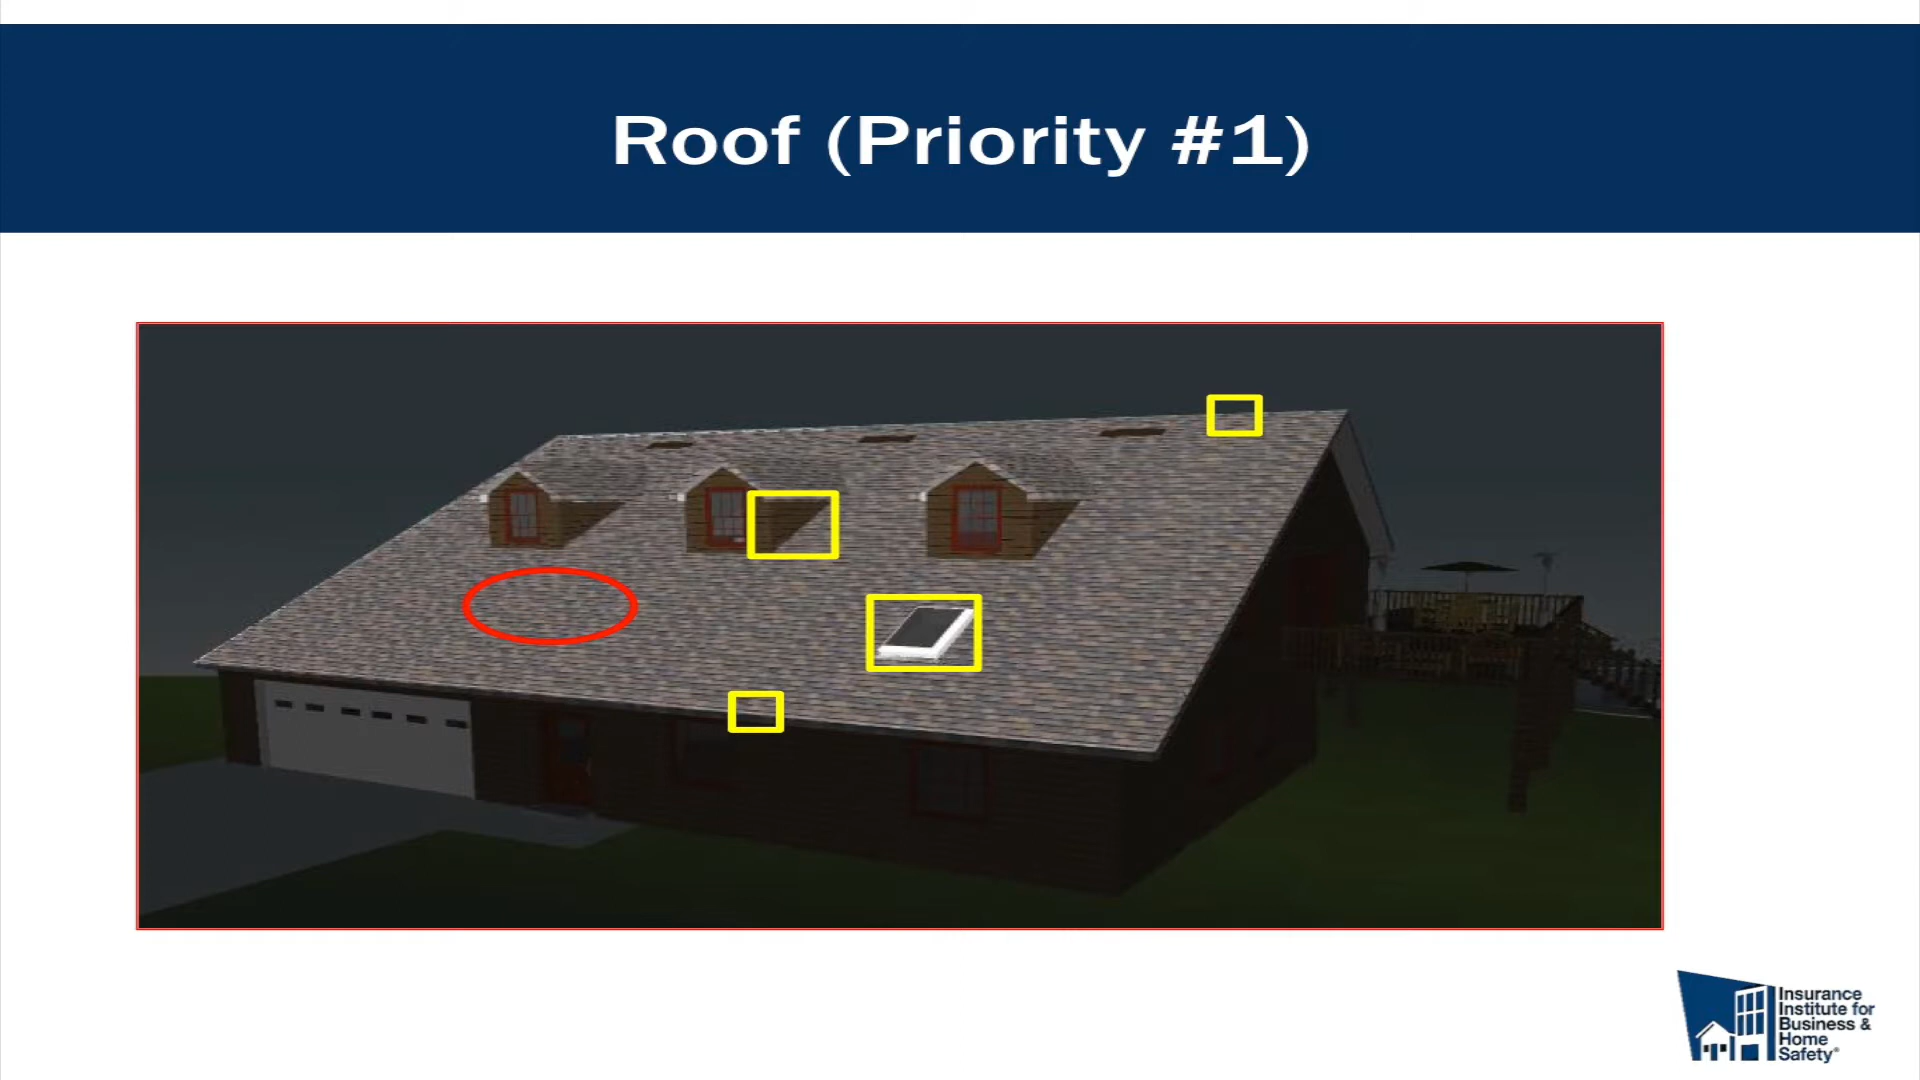 Roof (Priority #1)
Insurance
Institute for
Business &
Home
Safety®